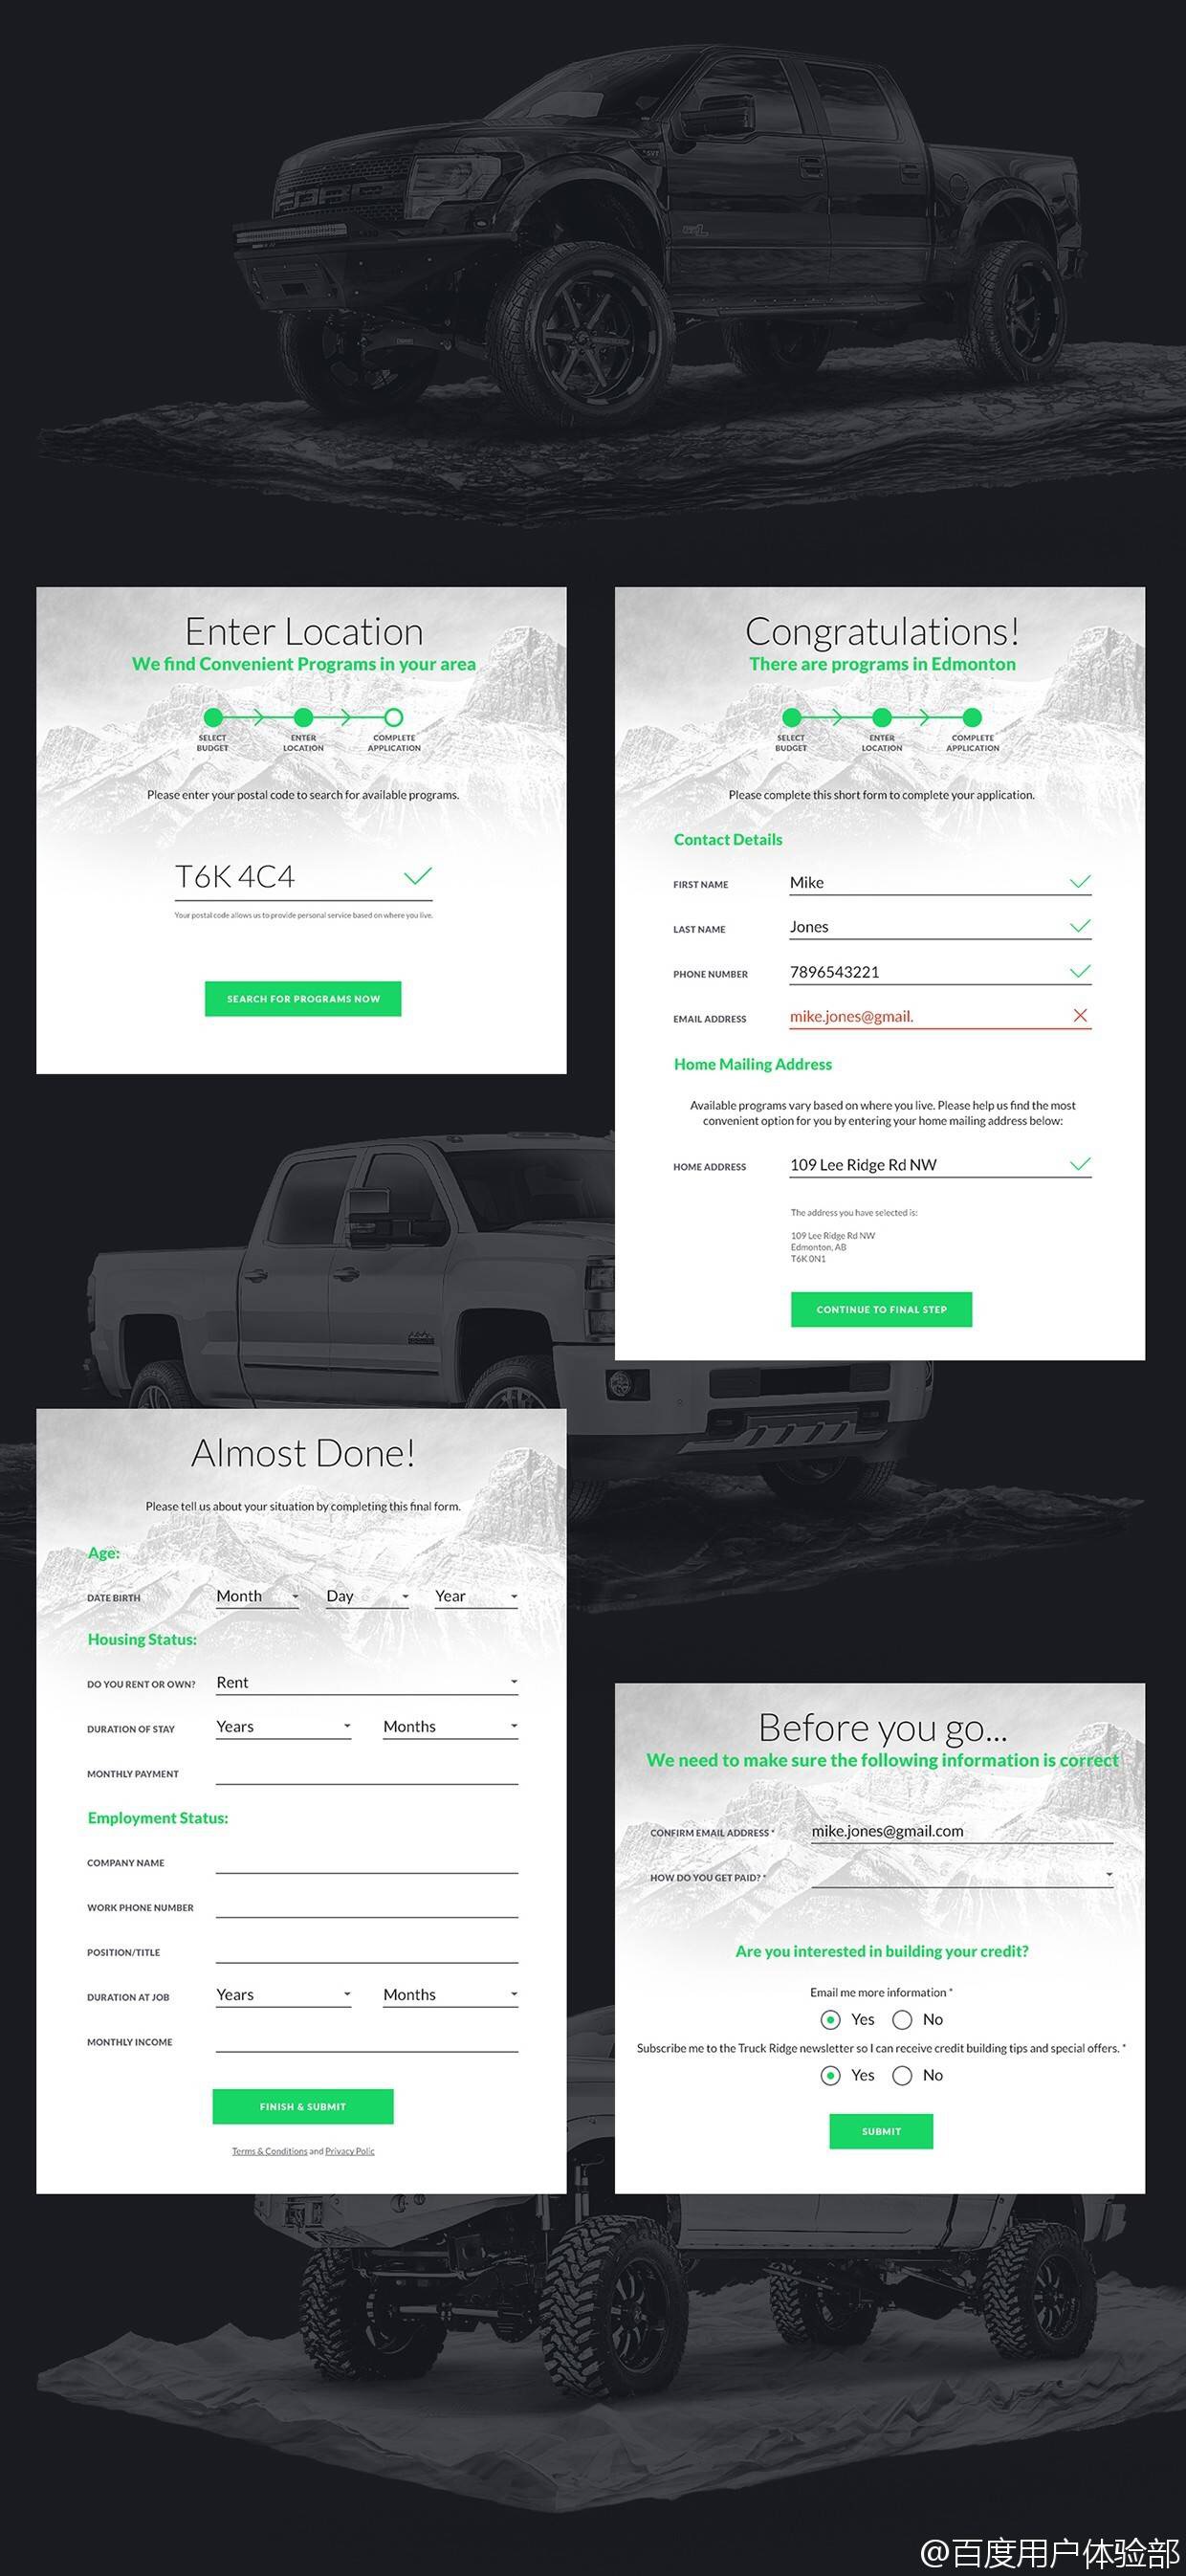 Enter Location
We find Convenient Programs in your area
SELECT BUDGET
ENTER LOCATION
COMPLETE APPLICATION
Please enter your postal code to search for available programs.
T6K 4C4
Your postal code allows us to provide personal service based on where you live.
SEARCH FOR PROGRAMS NOW
Congratulations!
There are programs in Edmonton
SELECT BUDGET
ENTER LOCATION
COMPLETE APPLICATION
Please complete this short form to complete your application.
Contact Details
FIRST NAME Mike
LAST NAME Jones
PHONE NUMBER 7896543221
EMAIL ADDRESS mike.jones@gmail.
Home Mailing Address
Available programs vary based on where you live. Please help us find the most
convenient option for you by entering your home mailing address below:
HOME ADDRESS 109 Lee Ridge Rd NW
The address you have selected is:
109 Lee Ridge Rd NW
Edmonton, AB
T6K 0N1
CONTINUE TO FINAL STEP
Almost Done!
Please tell us about your situation by completing this final form.
Age:
DATE BIRTH Month Day Year
Housing Status:
DO YOU RENT OR OWN? Rent
DURATION OF STAY Years Months
MONTHLY PAYMENT
Employment Status:
COMPANY NAME
WORK PHONE NUMBER
POSITION/TITLE
DURATION AT JOB Years Months
MONTHLY INCOME
FINISH & SUBMIT
Terms & Conditions and Privacy Polic
Before you go...
We need to make sure the following information is correct
CONFIRM EMAIL ADDRESS * mike.jones@gmail.com
HOW DO YOU GET PAID? *
Are you interested in building your credit?
Email me more information *
Yes No
Subscribe me to the Truck Ridge newsletter so I can receive credit building tips and special offers. *
Yes No
SUBMIT
@百度用户体验部